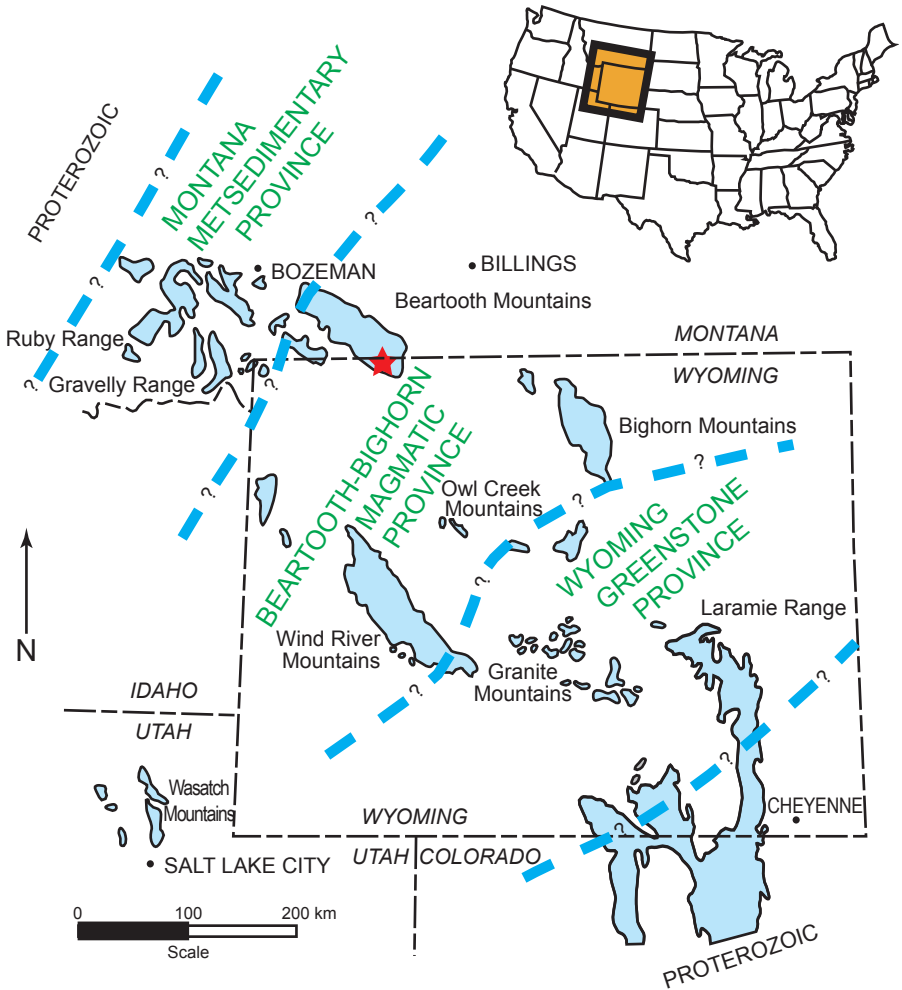 PROTEROZOIC
MONTANA
METSEDIMENTARY
PROVINCE
?
?
?
?
BOZEMAN
BILLINGS
Beartooth Mountains
Ruby Range
Gravelly Range
MONTANA
WYOMING
?
?
BEARTOOTH-BIGHORN
MAGMATIC
PROVINCE
Bighorn Mountains
?
?
?
?
Owl Creek
Mountains
WYOMING
GREENSTONE
PROVINCE
N
Wind River
Mountains
Granite
Mountains
Laramie Range
?
?
?
IDAHO
UTAH
Wasatch
Mountains
SALT LAKE CITY
WYOMING
UTAH
COLORADO
CHEYENNE
0 100 200 km
Scale
PROTEROZOIC